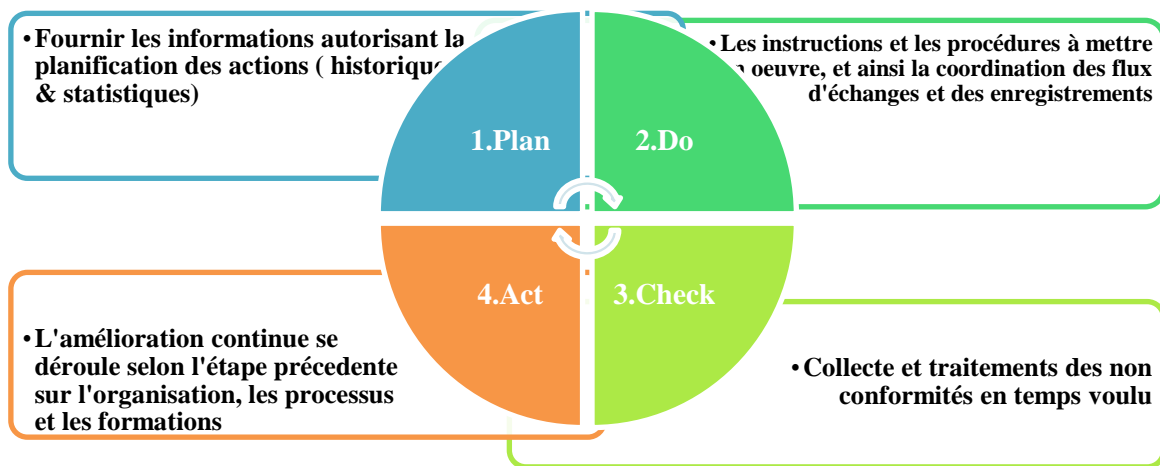 •Fournir les informations autorisant la
planification des actions ( historique
& statistiques)
1.Plan
•Les instructions et les procédures à mettre
oeuvre, et ainsi la coordination des flux
d'échanges et des enregistrements
2.Do
•Collecte et traitements des non
conformités en temps voulu
3.Check
•L'amélioration continue se
déroule selon l'étape précedente
sur l'organisation, les processus
et les formations
4.Act